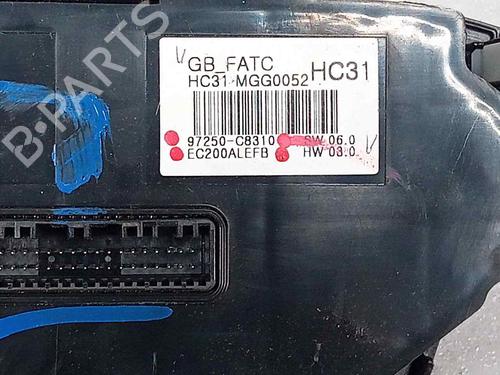 B-PARTS
GB_FATC
HC31 MGG0052 HC31
97250-C8310 SW 06.0
EC200ALEFB HW 03.0